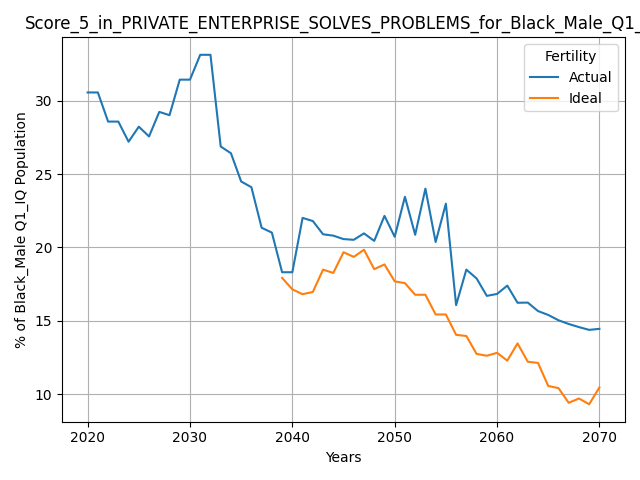 Score_5_in_PRIVATE_ENTERPRISE_SOLVES_PROBLEMS_for_Black_Male_Q1_
Fertility
Actual
Ideal
% of Black_Male Q1_IQ Population
30
25
20
15
10
2020 2030 2040 2050 2060 2070
Years